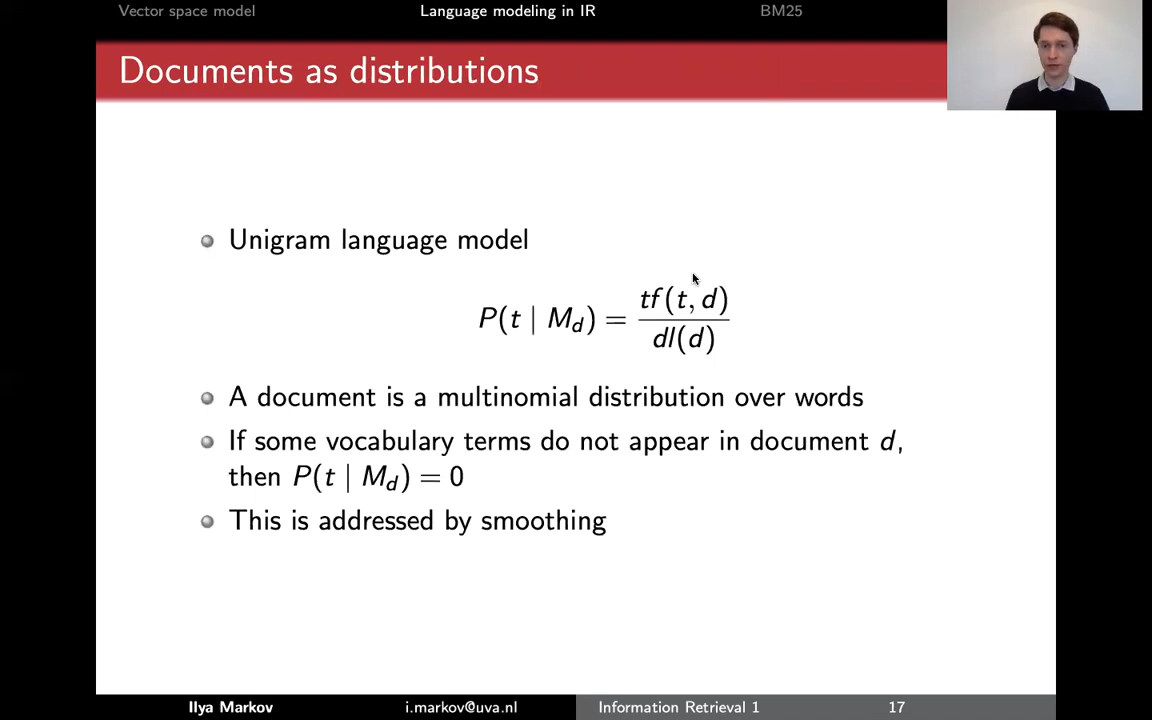 Vector space model Language modeling in IR BM25
Documents as distributions
Unigram language model
P(t | M_d) = tf(t, d) / dl(d)
A document is a multinomial distribution over words
If some vocabulary terms do not appear in document d,
then P(t | M_d) = 0
This is addressed by smoothing
Ilya Markov i.markov@uva.nl Information Retrieval 1 17